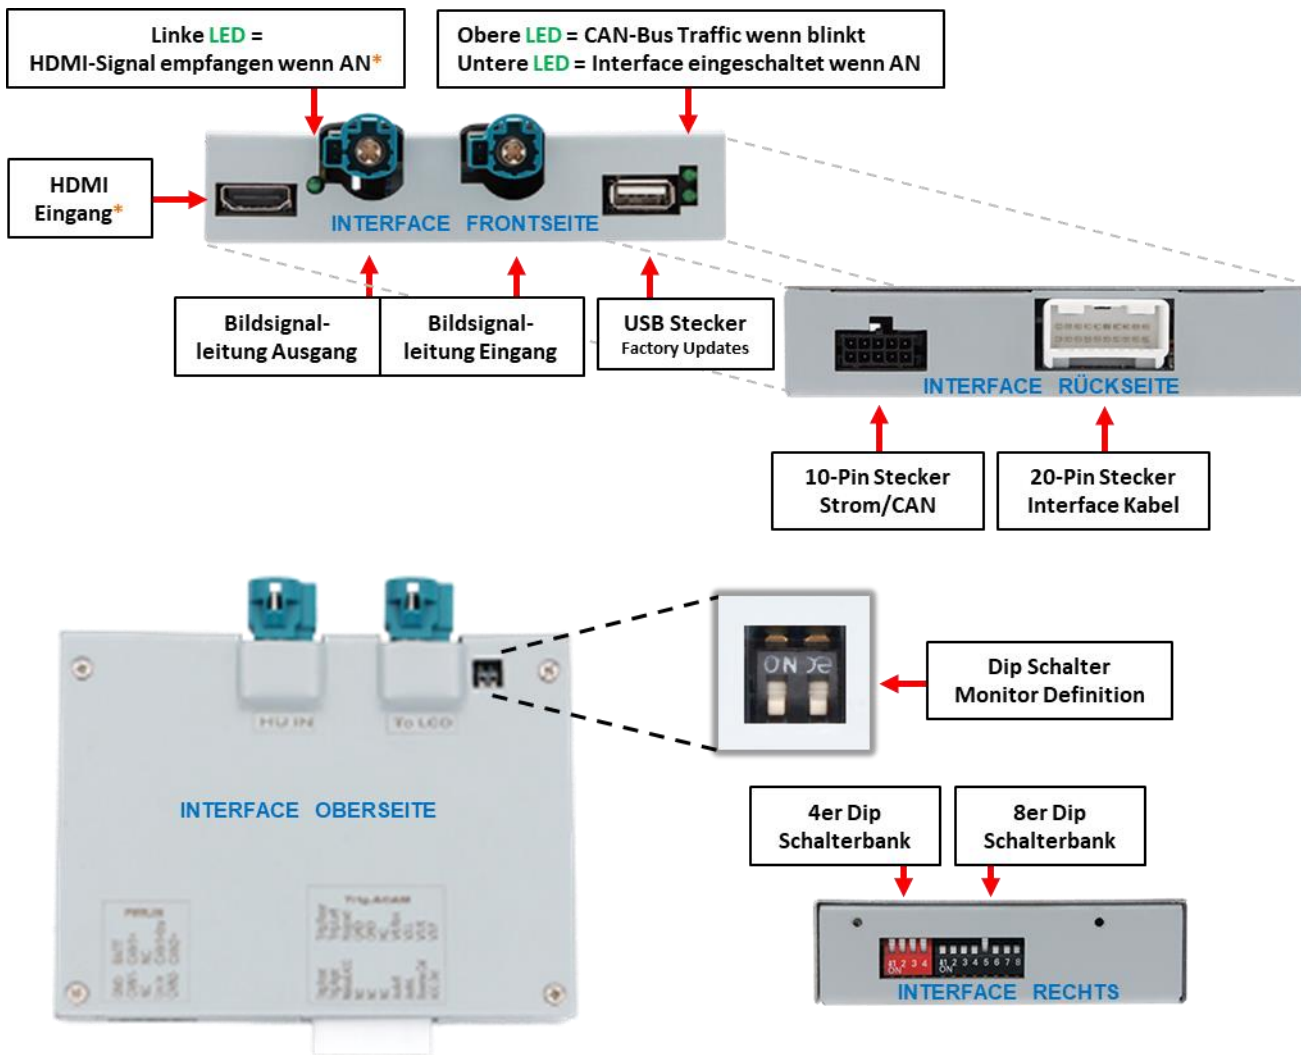 Linke LED =
HDMI-Signal empfangen wenn AN*
Obere LED = CAN-Bus Traffic wenn blinkt
Untere LED = Interface eingeschaltet wenn AN
HDMI
Eingang*
INTERFACE FRONTSEITE
Bildsignal-
leitung Ausgang
Bildsignal-
leitung Eingang
USB Stecker
Factory Updates
INTERFACE RÜCKSEITE
10-Pin Stecker
Strom/CAN
20-Pin Stecker
Interface Kabel
HU IN
To LCD
ON
Dip Schalter
Monitor Definition
INTERFACE OBERSEITE
4er Dip
Schalterbank
8er Dip
Schalterbank
1 2 3 4
ON
1 2 3 4 5 6 7 8
ON
INTERFACE RECHTS